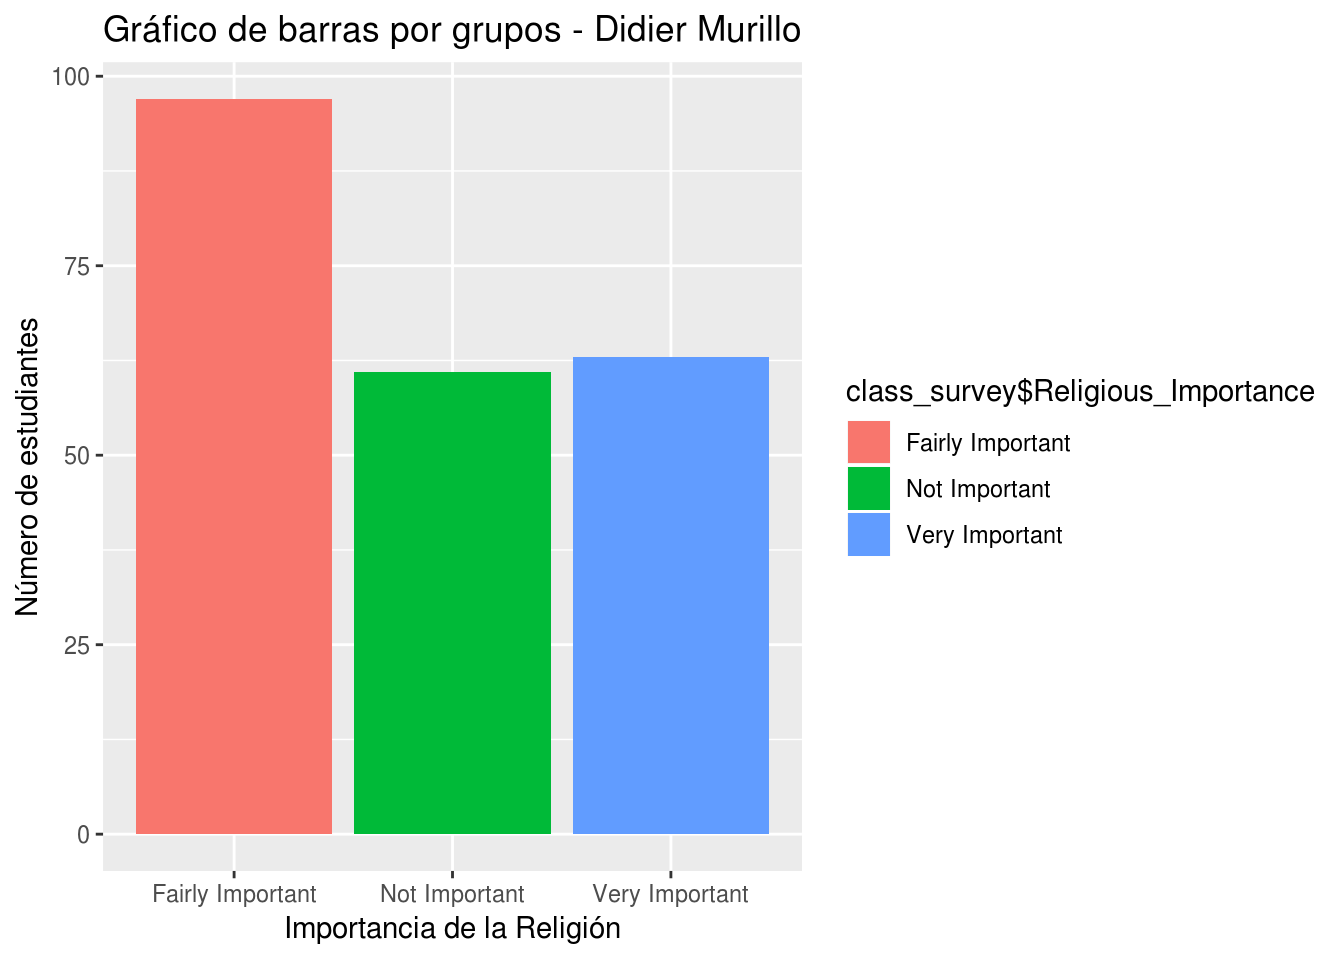 Gráfico de barras por grupos - Didier Murillo
100
75
50
25
0
Número de estudiantes
Fairly Important
Not Important
Very Important
Importancia de la Religión
class_survey$Religious_Importance
Fairly Important
Not Important
Very Important